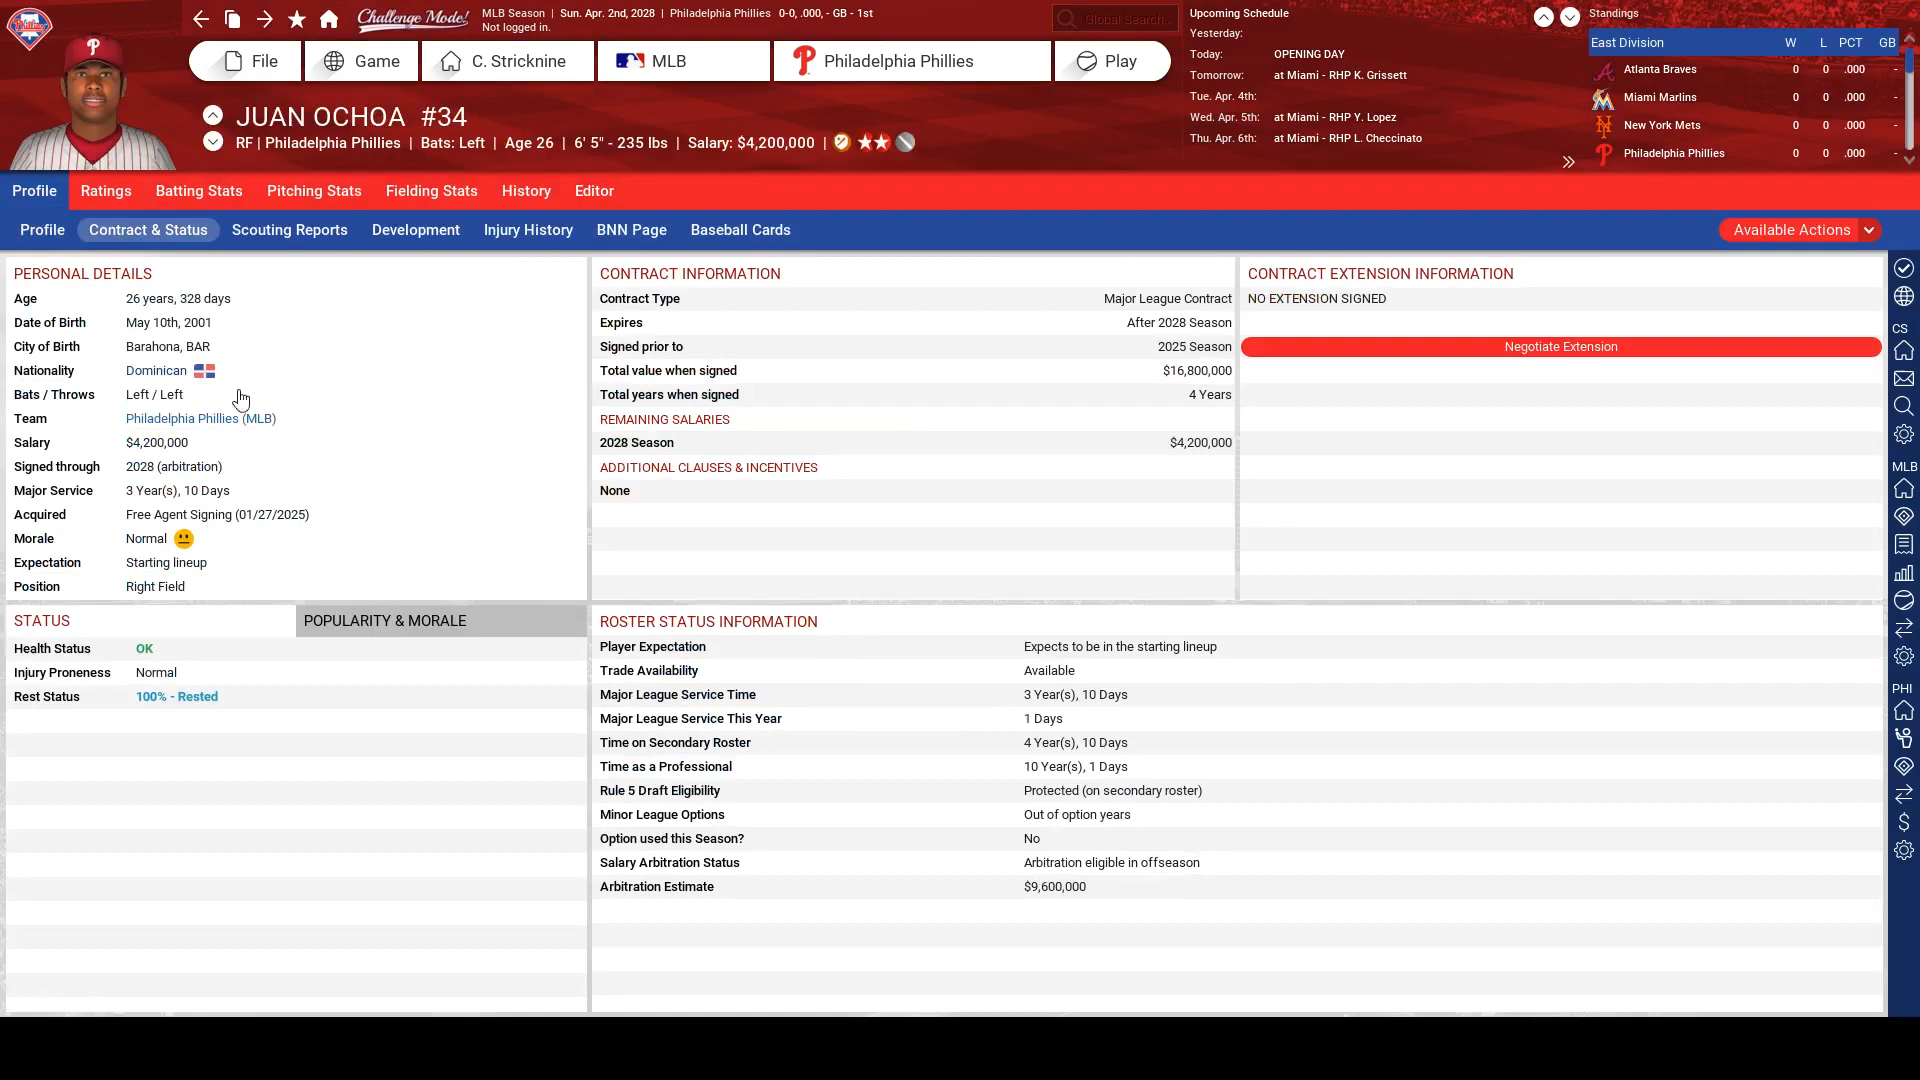 Challenge Mode!
MLB Season | Sun. Apr. 2nd, 2028 | Philadelphia Phillies 0-0, .000, - GB - 1st
Not logged in.
Global Search...
File
Game
C. Stricknine
MLB
Philadelphia Phillies
Play
JUAN OCHOA #34
RF | Philadelphia Phillies | Bats: Left | Age 26 | 6' 5" - 235 lbs | Salary: $4,200,000 |
Upcoming Schedule
Yesterday:
Today: OPENING DAY
Tomorrow: at Miami - RHP K. Grissett
Tue. Apr. 4th:
Wed. Apr. 5th: at Miami - RHP Y. Lopez
Thu. Apr. 6th: at Miami - RHP L. Checcinato
Standings
East Division W L PCT GB
Atlanta Braves 0 0 .000 -
Miami Marlins 0 0 .000 -
New York Mets 0 0 .000 -
Philadelphia Phillies 0 0 .000 -
Profile Ratings Batting Stats Pitching Stats Fielding Stats History Editor
Profile Contract & Status Scouting Reports Development Injury History BNN Page Baseball Cards
Available Actions
PERSONAL DETAILS
Age 26 years, 328 days
Date of Birth May 10th, 2001
City of Birth Barahona, BAR
Nationality Dominican
Bats / Throws Left / Left
Team Philadelphia Phillies (MLB)
Salary $4,200,000
Signed through 2028 (arbitration)
Major Service 3 Year(s), 10 Days
Acquired Free Agent Signing (01/27/2025)
Morale Normal
Expectation Starting lineup
Position Right Field
CONTRACT INFORMATION
Contract Type Major League Contract
Expires After 2028 Season
Signed prior to 2025 Season
Total value when signed $16,800,000
Total years when signed 4 Years
REMAINING SALARIES
2028 Season $4,200,000
ADDITIONAL CLAUSES & INCENTIVES
None
CONTRACT EXTENSION INFORMATION
NO EXTENSION SIGNED
Negotiate Extension
STATUS
POPULARITY & MORALE
Health Status OK
Injury Proneness Normal
Rest Status 100% - Rested
ROSTER STATUS INFORMATION
Player Expectation Expects to be in the starting lineup
Trade Availability Available
Major League Service Time 3 Year(s), 10 Days
Major League Service This Year 1 Days
Time on Secondary Roster 4 Year(s), 10 Days
Time as a Professional 10 Year(s), 1 Days
Rule 5 Draft Eligibility Protected (on secondary roster)
Minor League Options Out of option years
Option used this Season? No
Salary Arbitration Status Arbitration eligible in offseason
Arbitration Estimate $9,600,000
CS
MLB
PHI